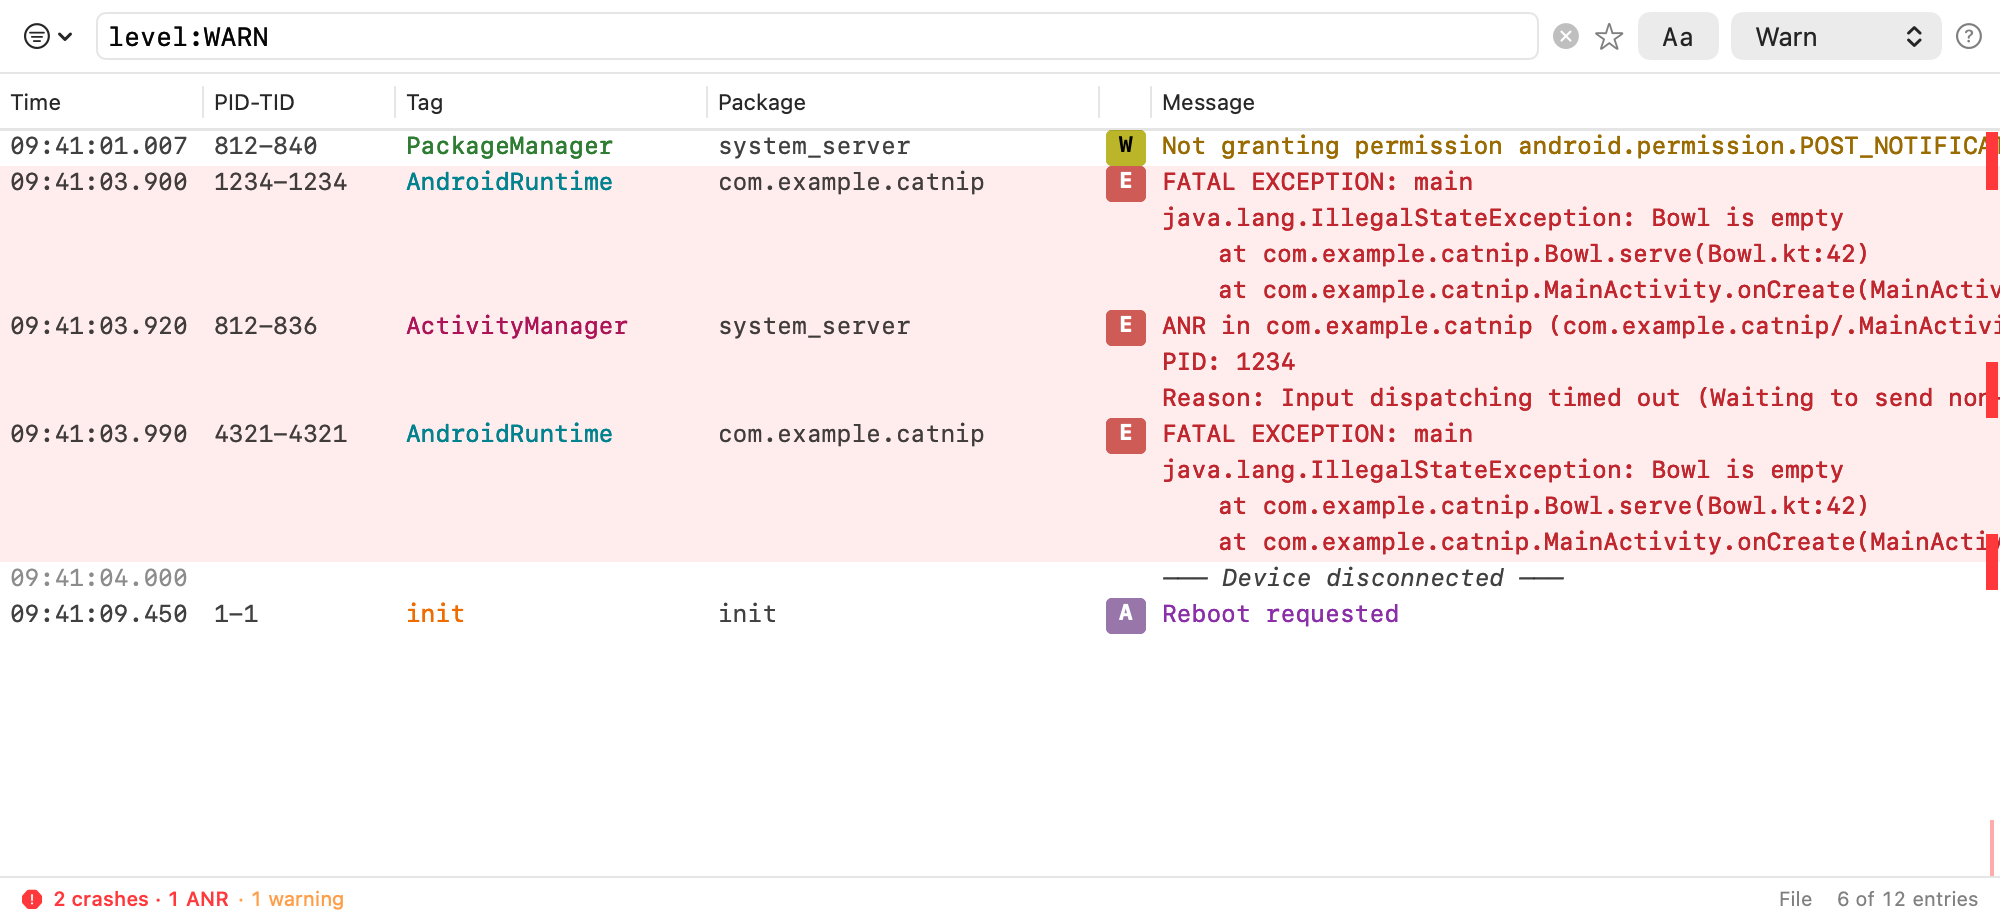 level:WARN
Aa
Warn
Time PID-TID Tag Package Message
09:41:01.007 812-840 PackageManager system_server W Not granting permission android.permission.POST_NOTIFICA
09:41:03.900 1234-1234 AndroidRuntime com.example.catnip E FATAL EXCEPTION: main
java.lang.IllegalStateException: Bowl is empty
at com.example.catnip.Bowl.serve(Bowl.kt:42)
at com.example.catnip.MainActivity.onCreate(MainActiv
09:41:03.920 812-836 ActivityManager system_server E ANR in com.example.catnip (com.example.catnip/.MainActivi
PID: 1234
Reason: Input dispatching timed out (Waiting to send non-
09:41:03.990 4321-4321 AndroidRuntime com.example.catnip E FATAL EXCEPTION: main
java.lang.IllegalStateException: Bowl is empty
at com.example.catnip.Bowl.serve(Bowl.kt:42)
at com.example.catnip.MainActivity.onCreate(MainActiv
09:41:04.000 ─── Device disconnected ───
09:41:09.450 1-1 init init A Reboot requested
2 crashes · 1 ANR · 1 warning
File 6 of 12 entries